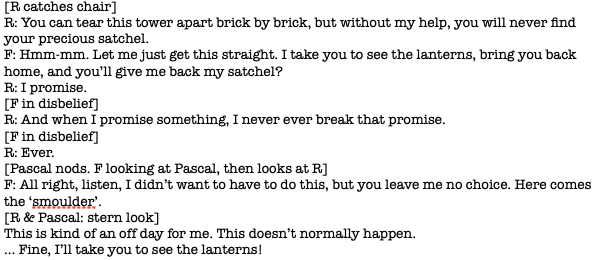 [R catches chair]
R: You can tear this tower apart brick by brick, but without my help, you will never find
your precious satchel.
F: Hmm-mm. Let me just get this straight. I take you to see the lanterns, bring you back
home, and you’ll give me back my satchel?
R: I promise.
[F in disbelief]
R: And when I promise something, I never ever break that promise.
[F in disbelief]
R: Ever.
[Pascal nods. F looking at Pascal, then looks at R]
F: All right, listen, I didn’t want to have to do this, but you leave me no choice. Here comes
the ‘smoulder’.
[R & Pascal: stern look]
This is kind of an off day for me. This doesn’t normally happen.
... Fine, I’ll take you to see the lanterns!